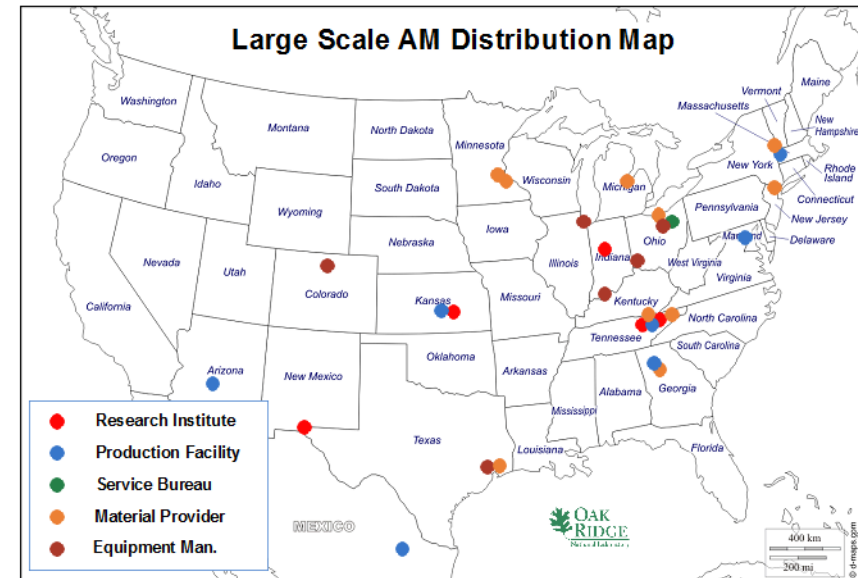 Large Scale AM Distribution Map
Maine
Vermont
Massachusetts
Washington
New
Hampshire
Montana
North Dakota
Minnesota
Oregon
Idaho
South Dakota
Wisconsin
Michigan
New York
Rhode
Island
Connecticut
Wyoming
Pennsylvania
New Jersey
Iowa
Nebraska
Ohio
Maryland
Delaware
Nevada
Utah
Illinois
Indiana
West Virginia
Virginia
Colorado
Kansas
Missouri
Kentucky
California
North Carolina
Tennessee
South Carolina
Oklahoma
Arkansas
Arizona
New Mexico
Alabama
Georgia
Mississippi
Texas
Louisiana
Florida
Research Institute
Production Facility
Service Bureau
Material Provider
Equipment Man.
MEXICO
OAK
RIDGE
National Laboratory
400 km
200 mi
© d-maps.com